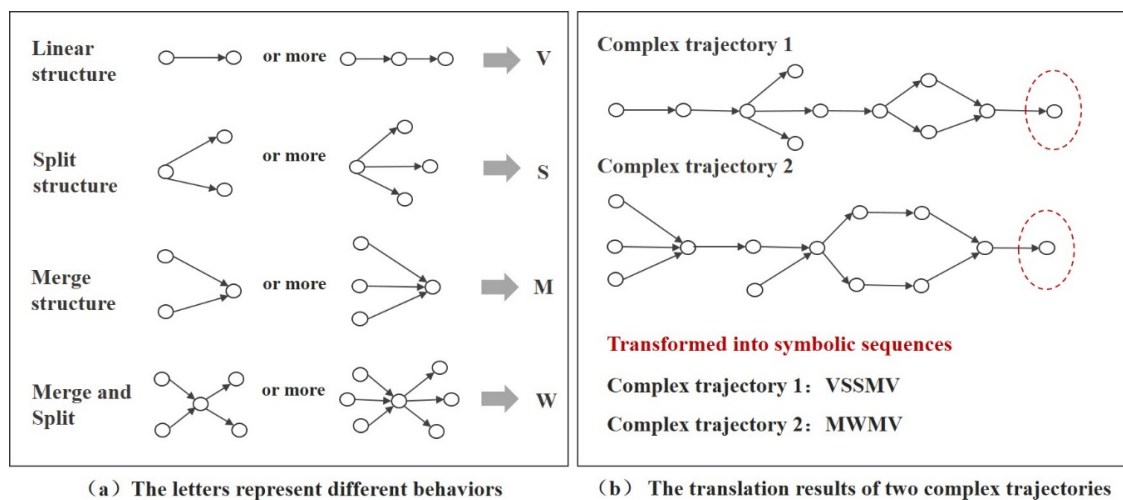 Linear
structure
or more
V
Split
structure
or more
S
Merge
structure
or more
M
Merge and
Split
or more
W
(a) The letters represent different behaviors
Complex trajectory 1
Complex trajectory 2
Transformed into symbolic sequences
Complex trajectory 1: VSSMV
Complex trajectory 2: MWMV
(b) The translation results of two complex trajectories